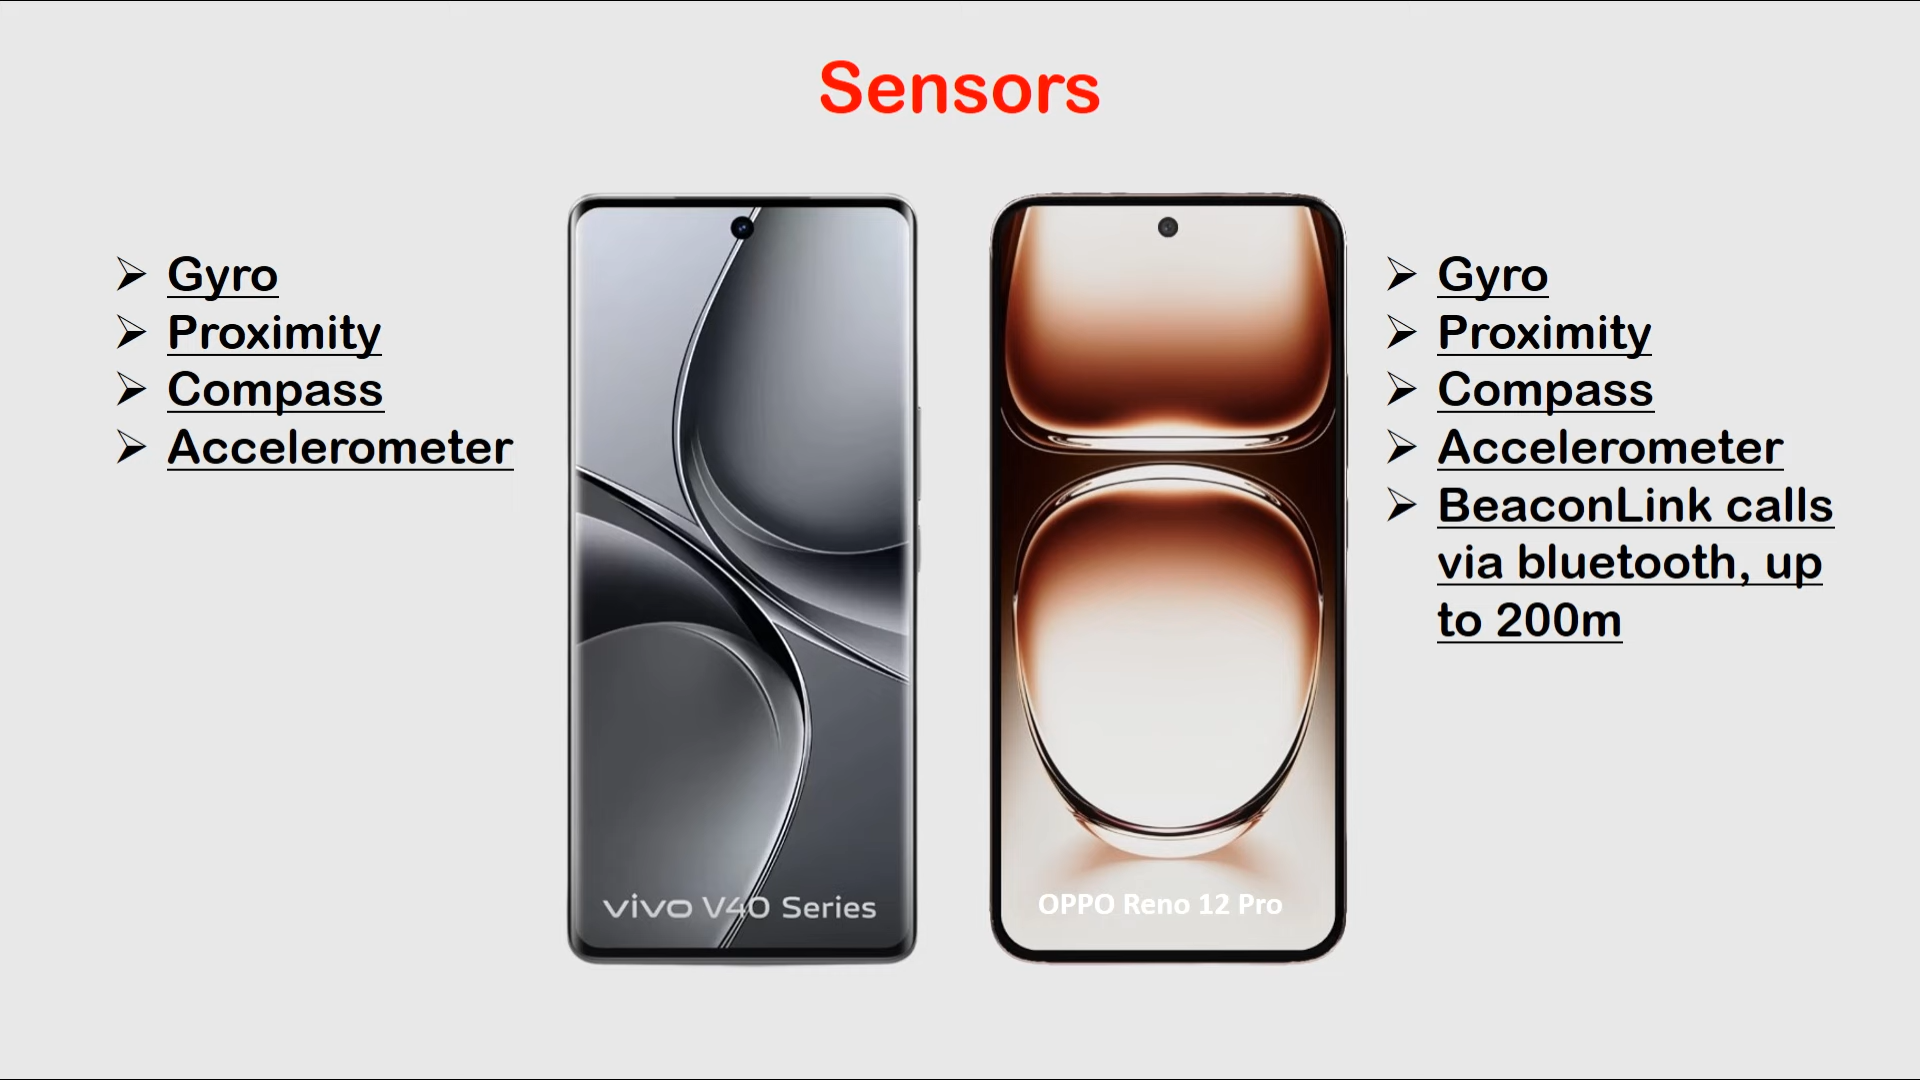 Sensors
➢ Gyro
➢ Proximity
➢ Compass
➢ Accelerometer
vivo V40 Series
OPPO Reno 12 Pro
➢ Gyro
➢ Proximity
➢ Compass
➢ Accelerometer
➢ BeaconLink calls
via bluetooth, up
to 200m